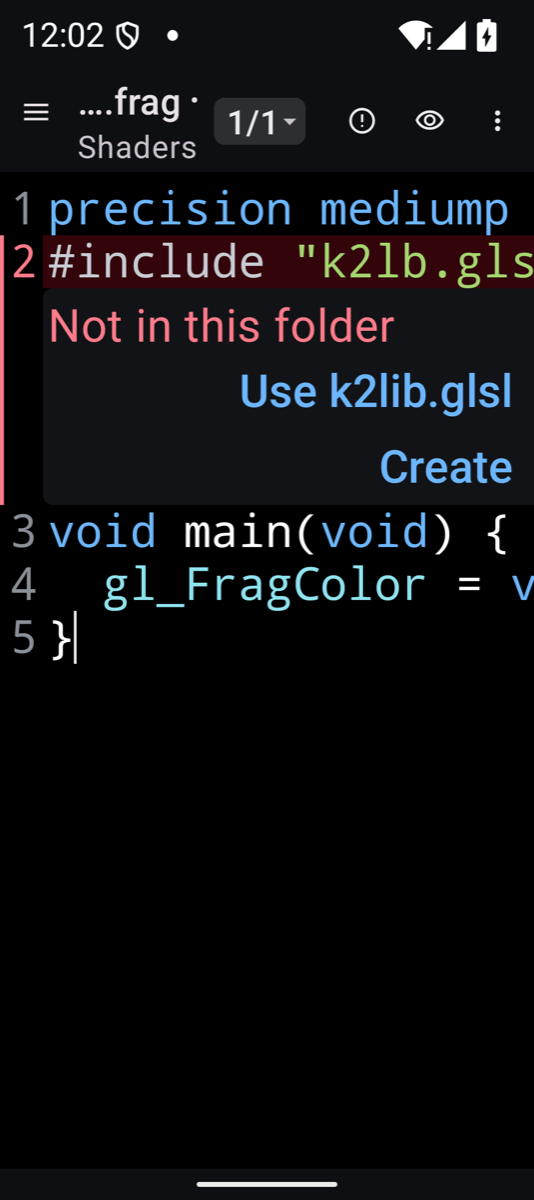 12:02
….frag ·
Shaders
1/1
1 precision mediump
2 #include "k2lb.gls
Not in this folder
Use k2lib.glsl
Create
3 void main(void) {
4   gl_FragColor = v
5 }